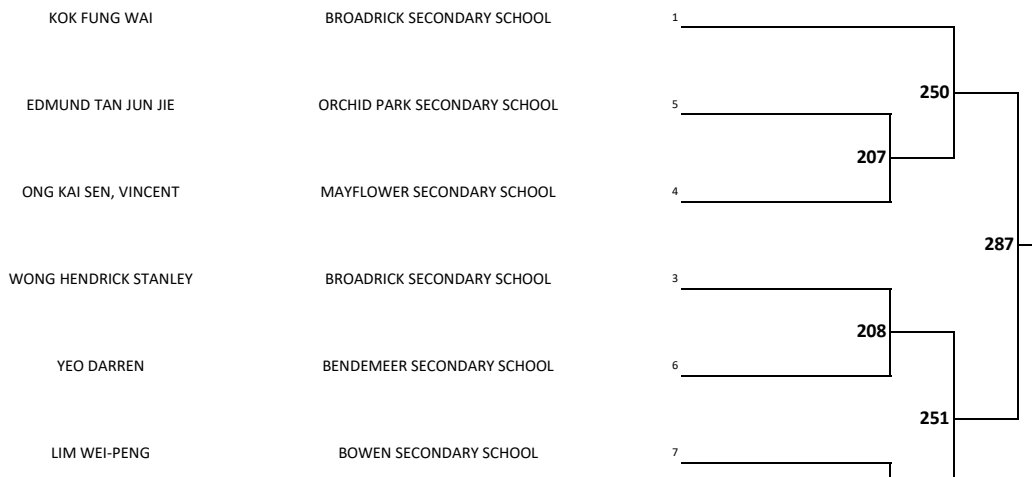 KOK FUNG WAI BROADRICK SECONDARY SCHOOL 1
250
EDMUND TAN JUN JIE ORCHID PARK SECONDARY SCHOOL 5
207
ONG KAI SEN, VINCENT MAYFLOWER SECONDARY SCHOOL 4
287
WONG HENDRICK STANLEY BROADRICK SECONDARY SCHOOL 3
208
YEO DARREN BENDEMEER SECONDARY SCHOOL 6
251
LIM WEI-PENG BOWEN SECONDARY SCHOOL 7